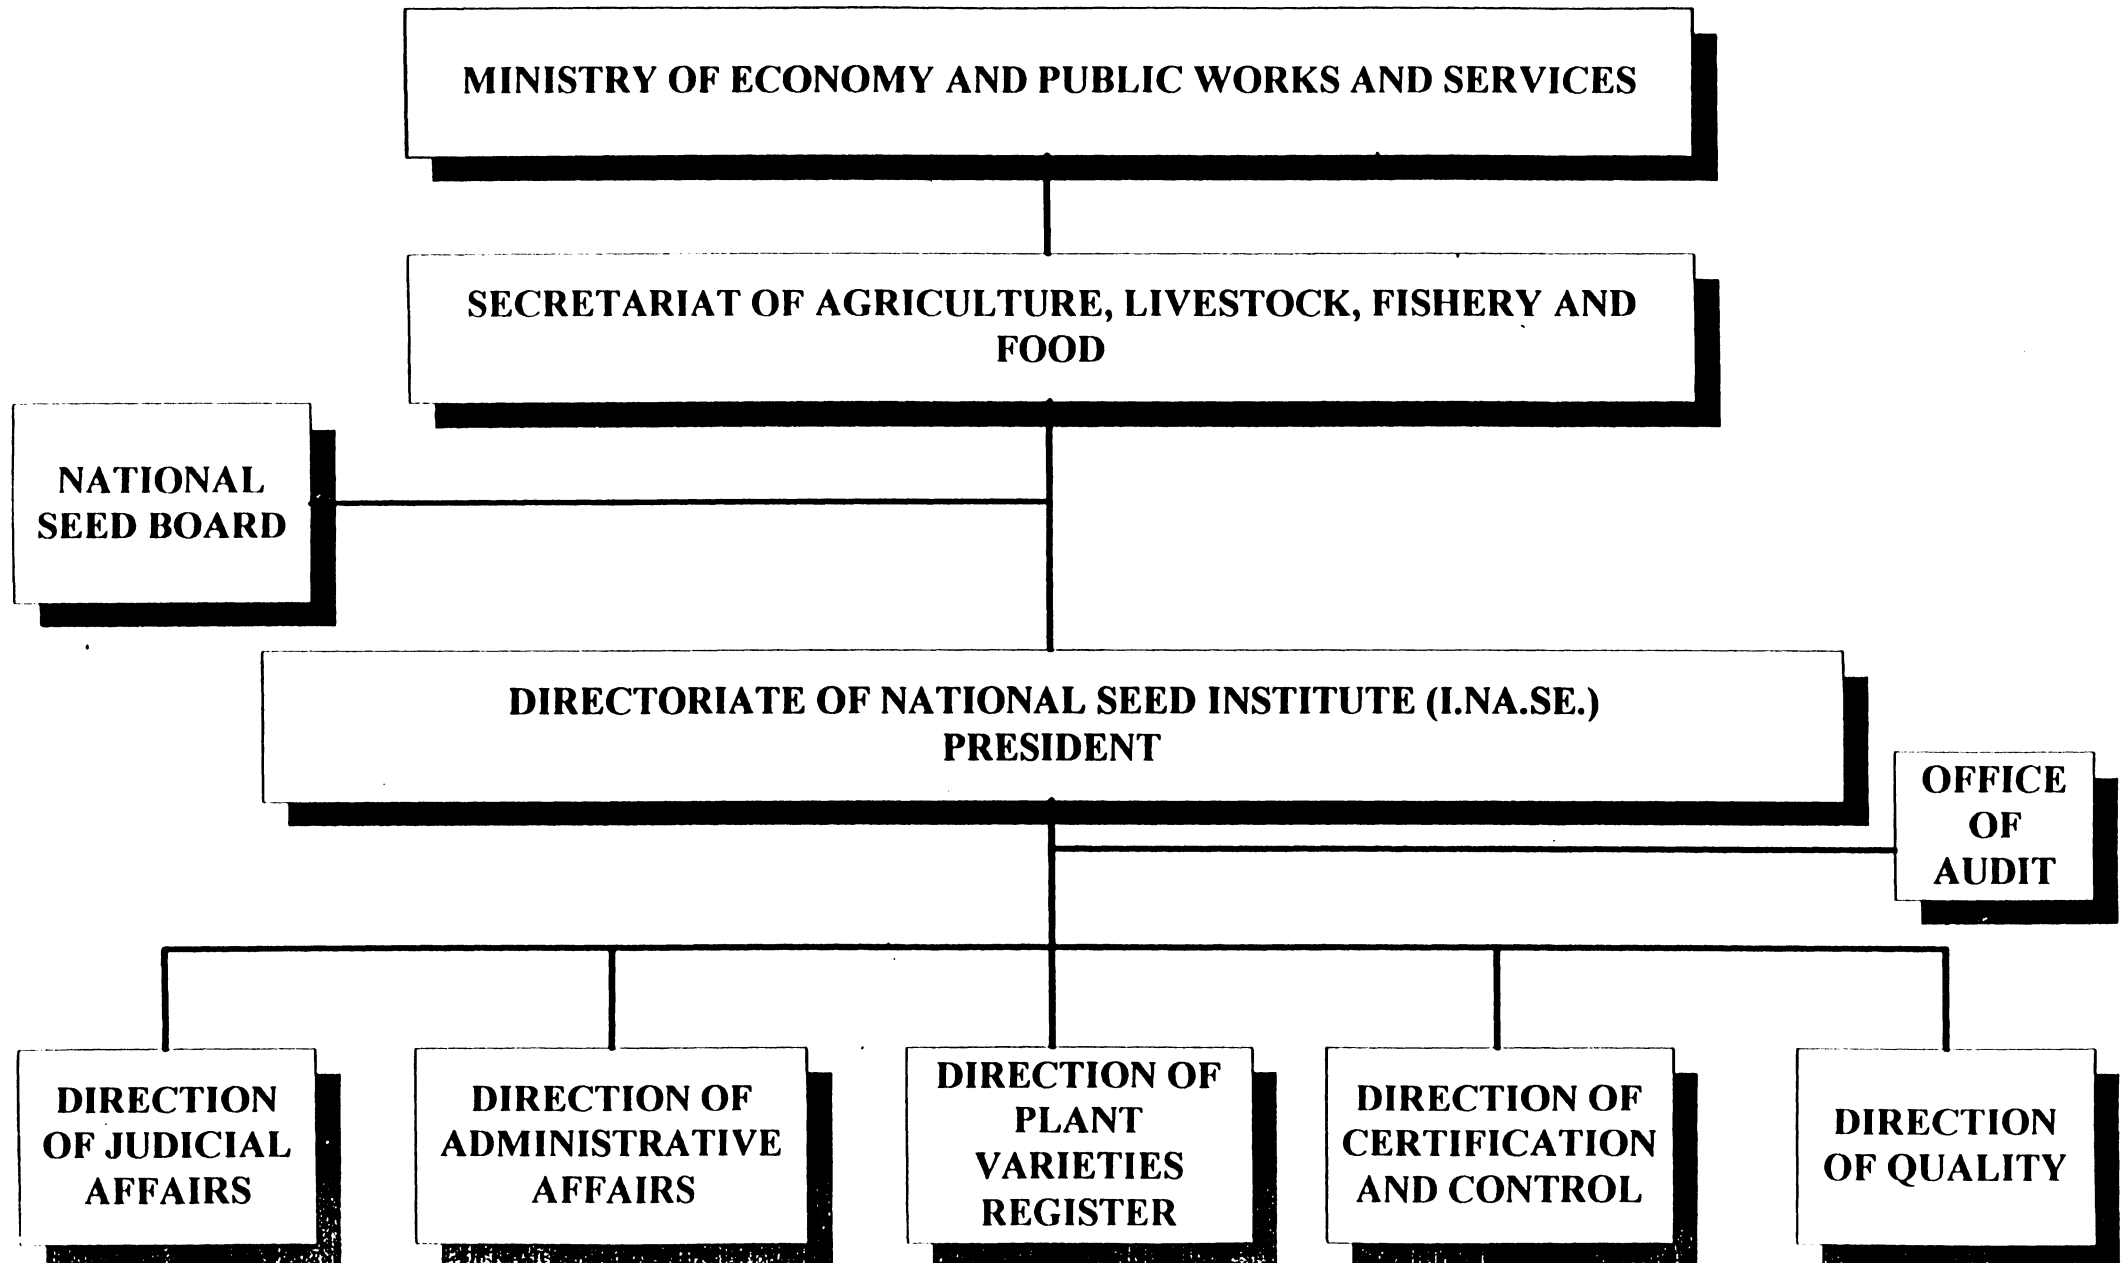 MINISTRY OF ECONOMY AND PUBLIC WORKS AND SERVICES
SECRETARIAT OF AGRICULTURE, LIVESTOCK, FISHERY AND
FOOD
NATIONAL
SEED BOARD
DIRECTORIATE OF NATIONAL SEED INSTITUTE (I.NA.SE.)
PRESIDENT
OFFICE
OF
AUDIT
DIRECTION
OF JUDICIAL
AFFAIRS
DIRECTION OF
ADMINISTRATIVE
AFFAIRS
DIRECTION OF
PLANT
VARIETIES
REGISTER
DIRECTION OF
CERTIFICATION
AND CONTROL
DIRECTION
OF QUALITY